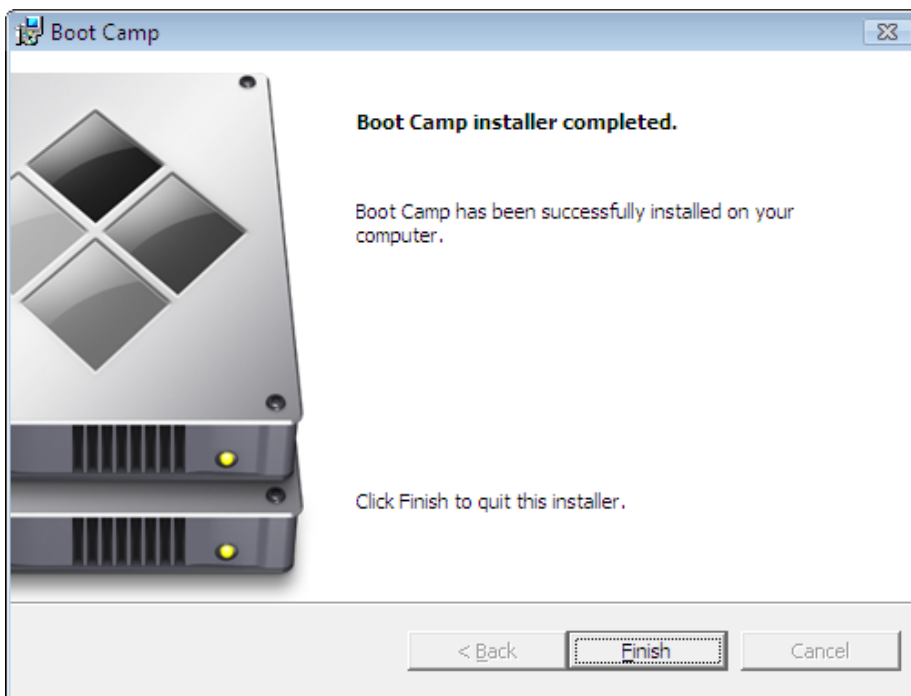 Boot Camp
Boot Camp installer completed.
Boot Camp has been successfully installed on your
computer.
Click Finish to quit this installer.
< Back Finish Cancel